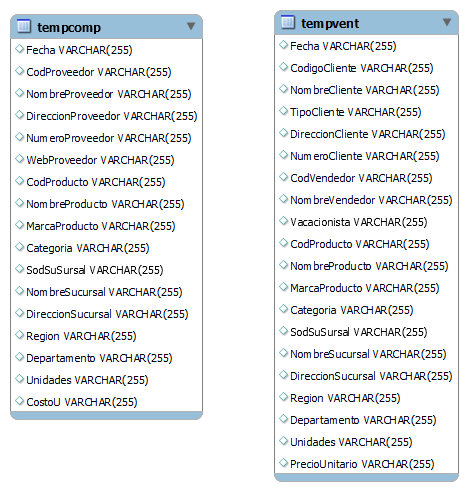 tempcomp
Fecha VARCHAR(255)
CodProveedor VARCHAR(255)
NombreProveedor VARCHAR(255)
DireccionProveedor VARCHAR(255)
NumeroProveedor VARCHAR(255)
WebProveedor VARCHAR(255)
CodProducto VARCHAR(255)
NombreProducto VARCHAR(255)
MarcaProducto VARCHAR(255)
Categoria VARCHAR(255)
SodSuSursal VARCHAR(255)
NombreSucursal VARCHAR(255)
DireccionSucursal VARCHAR(255)
Region VARCHAR(255)
Departamento VARCHAR(255)
Unidades VARCHAR(255)
CostoU VARCHAR(255)
tempvent
Fecha VARCHAR(255)
CodigoCliente VARCHAR(255)
NombreCliente VARCHAR(255)
TipoCliente VARCHAR(255)
DireccionCliente VARCHAR(255)
NumeroCliente VARCHAR(255)
CodVendedor VARCHAR(255)
NombreVendedor VARCHAR(255)
Vacacionista VARCHAR(255)
CodProducto VARCHAR(255)
NombreProducto VARCHAR(255)
MarcaProducto VARCHAR(255)
Categoria VARCHAR(255)
SodSuSursal VARCHAR(255)
NombreSucursal VARCHAR(255)
DireccionSucursal VARCHAR(255)
Region VARCHAR(255)
Departamento VARCHAR(255)
Unidades VARCHAR(255)
PrecioUnitario VARCHAR(255)